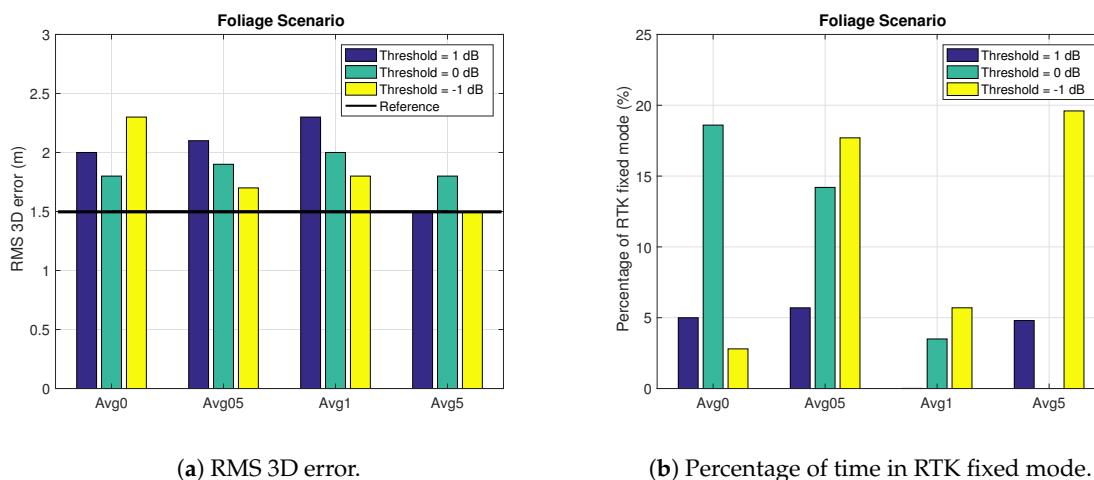 Foliage Scenario
3
2.5
2
1.5
1
0.5
0
RMS 3D error (m)
Threshold = 1 dB
Threshold = 0 dB
Threshold = -1 dB
Reference
Avg0 Avg05 Avg1 Avg5
(a) RMS 3D error.
Foliage Scenario
25
20
15
10
5
0
Percentage of RTK fixed mode (%)
Threshold = 1 dB
Threshold = 0 dB
Threshold = -1 dB
Avg0 Avg05 Avg1 Avg5
(b) Percentage of time in RTK fixed mode.